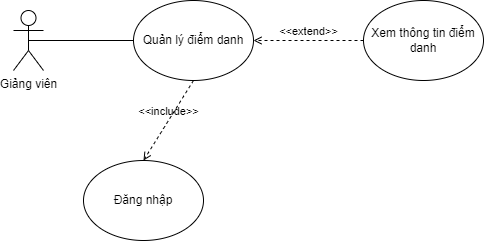 Quản lý điểm danh
<<extend>>
Xem thông tin điểm
danh
Giảng viên
<<include>>
Đăng nhập